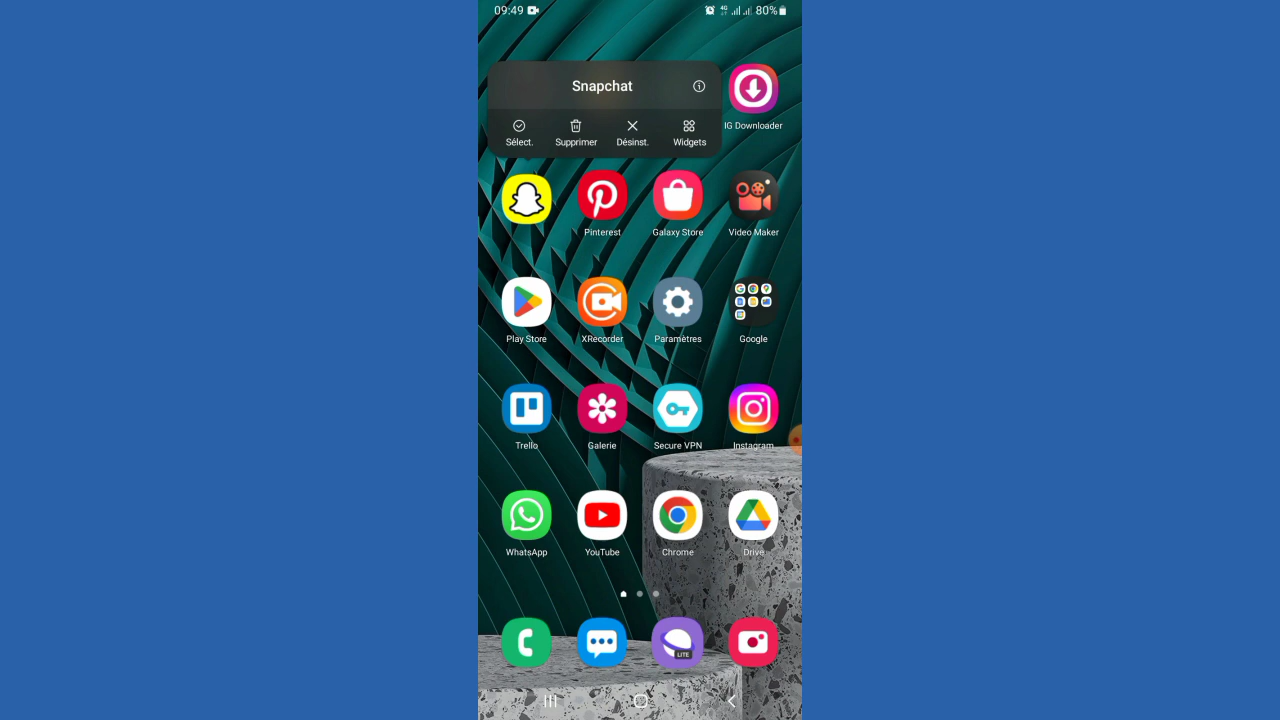 09:49
4G
80%
Snapchat
Sélect.
Supprimer
Désinst.
Widgets
IG Downloader
Pinterest
Galaxy Store
Video Maker
Play Store
XRecorder
Paramètres
Google
Trello
Galerie
Secure VPN
Instagram
WhatsApp
YouTube
Chrome
Drive
LITE